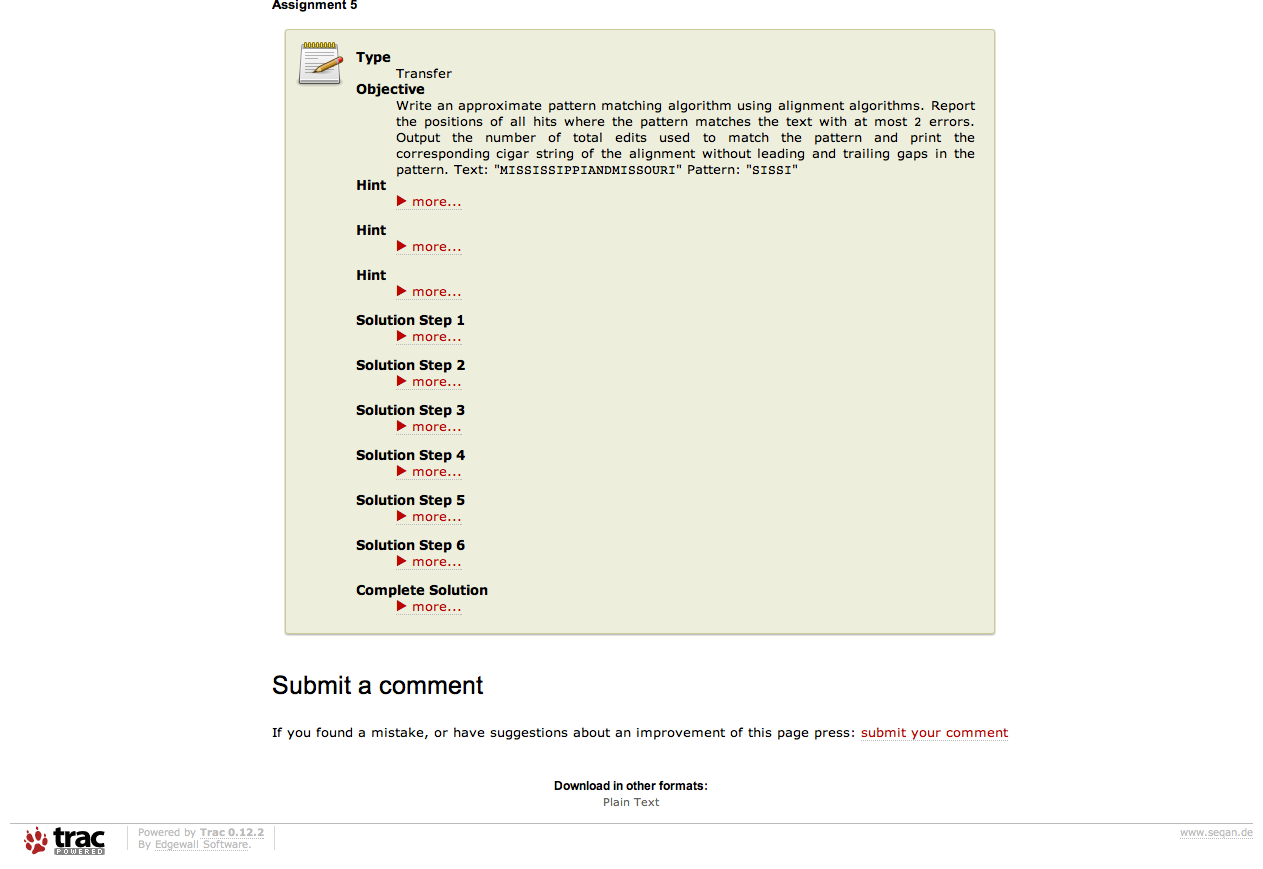 Assignment 5
Type
Transfer
Objective
Write an approximate pattern matching algorithm using alignment algorithms. Report
the positions of all hits where the pattern matches the text with at most 2 errors.
Output the number of total edits used to match the pattern and print the
corresponding cigar string of the alignment without leading and trailing gaps in the
pattern. Text: "MISSISSIPPIANDMISSOURI" Pattern: "SISSI"
Hint
▶ more...
Hint
▶ more...
Hint
▶ more...
Solution Step 1
▶ more...
Solution Step 2
▶ more...
Solution Step 3
▶ more...
Solution Step 4
▶ more...
Solution Step 5
▶ more...
Solution Step 6
▶ more...
Complete Solution
▶ more...
Submit a comment
If you found a mistake, or have suggestions about an improvement of this page press: submit your comment
Download in other formats:
Plain Text
trac
POWERED
Powered by Trac 0.12.2
By Edgewall Software.
www.seqan.de